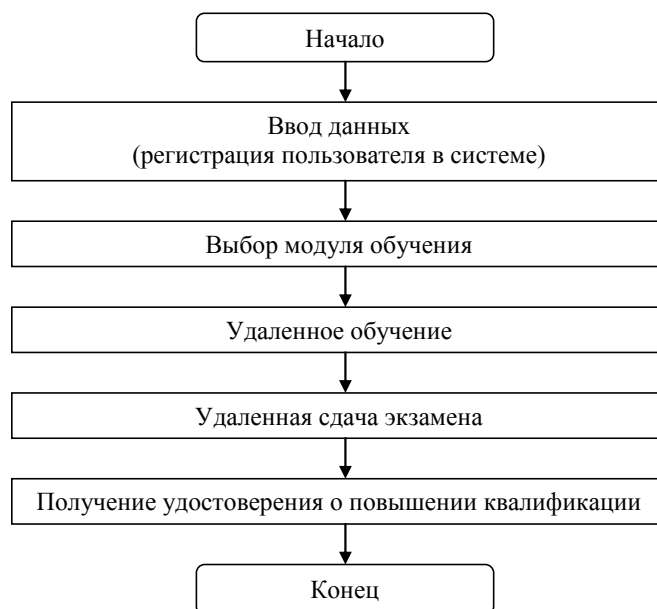 Начало
Ввод данных
(регистрация пользователя в системе)
Выбор модуля обучения
Удаленное обучение
Удаленная сдача экзамена
Получение удостоверения о повышении квалификации
Конец